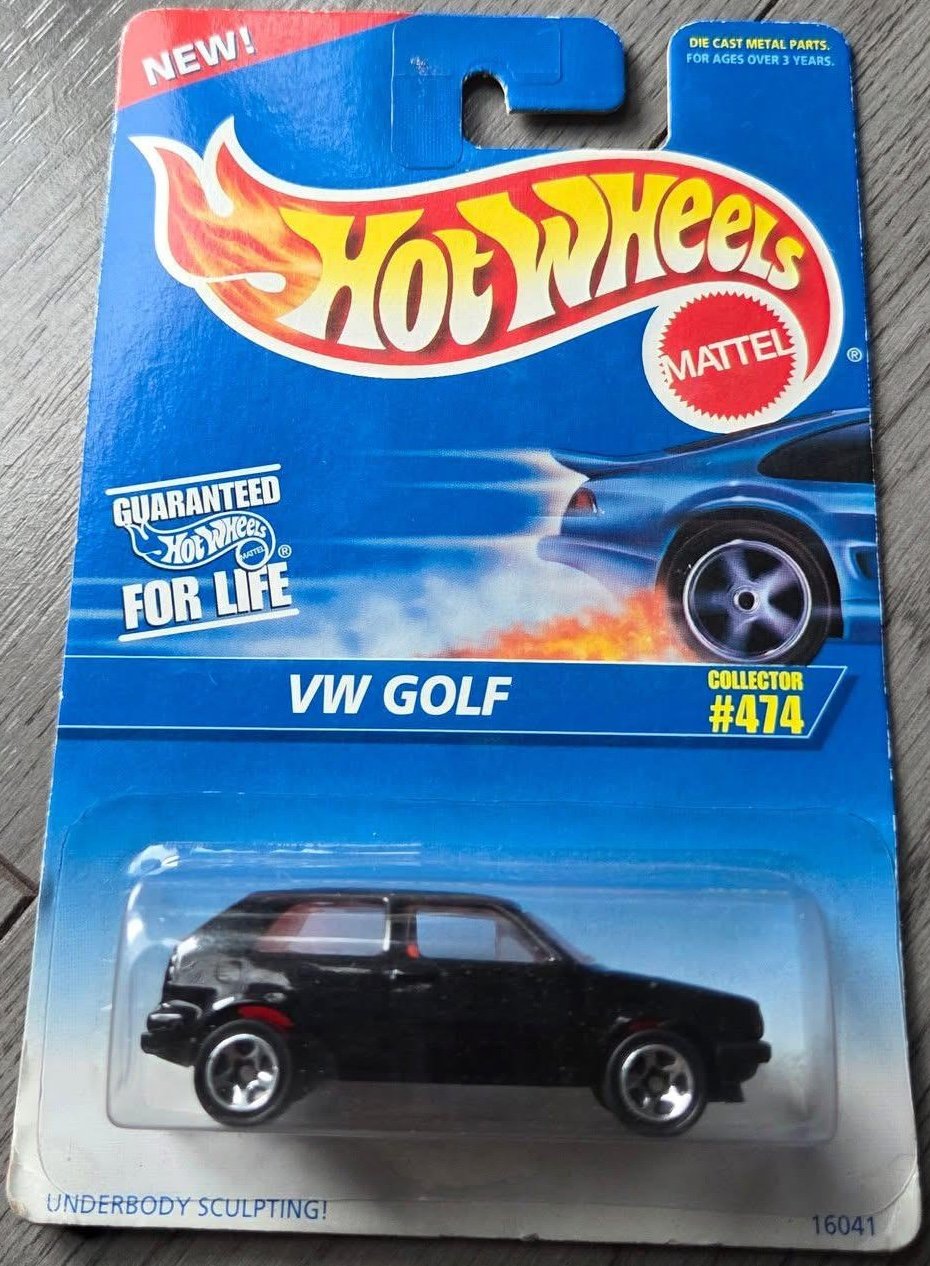 NEW!
DIE CAST METAL PARTS.
FOR AGES OVER 3 YEARS.
Hot Wheels
MATTEL
®
GUARANTEED
Hot Wheels
MATTEL
®
FOR LIFE
VW GOLF
COLLECTOR
#474
UNDERBODY SCULPTING!
16041